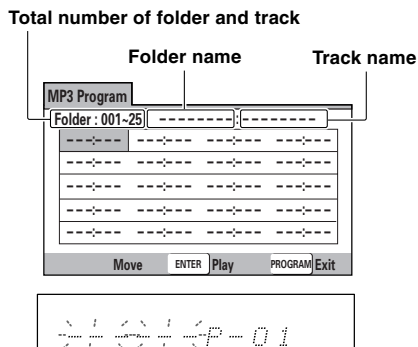 Total number of folder and track
Folder name Track name
MP3 Program
Folder : 001~25 --------:--------
---:--- ---:--- ---:--- ---:---
---:--- ---:--- ---:--- ---:---
---:--- ---:--- ---:--- ---:---
---:--- ---:--- ---:--- ---:---
---:--- ---:--- ---:--- ---:---
Move ENTER Play PROGRAM Exit
P-01